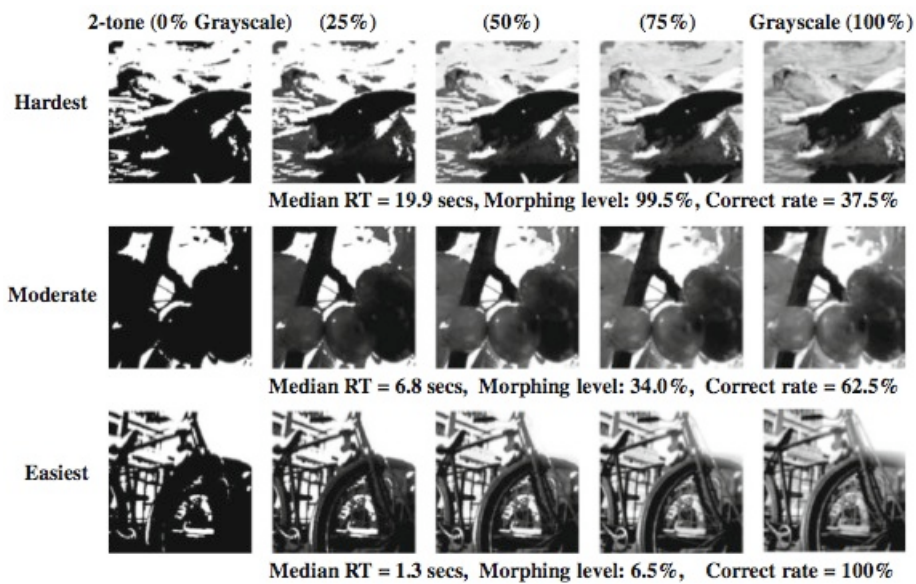 2-tone (0% Grayscale) (25%) (50%) (75%) Grayscale (100%)
Hardest
Median RT = 19.9 secs, Morphing level: 99.5%, Correct rate = 37.5%
Moderate
Median RT = 6.8 secs, Morphing level: 34.0%, Correct rate = 62.5%
Easiest
Median RT = 1.3 secs, Morphing level: 6.5%, Correct rate = 100%